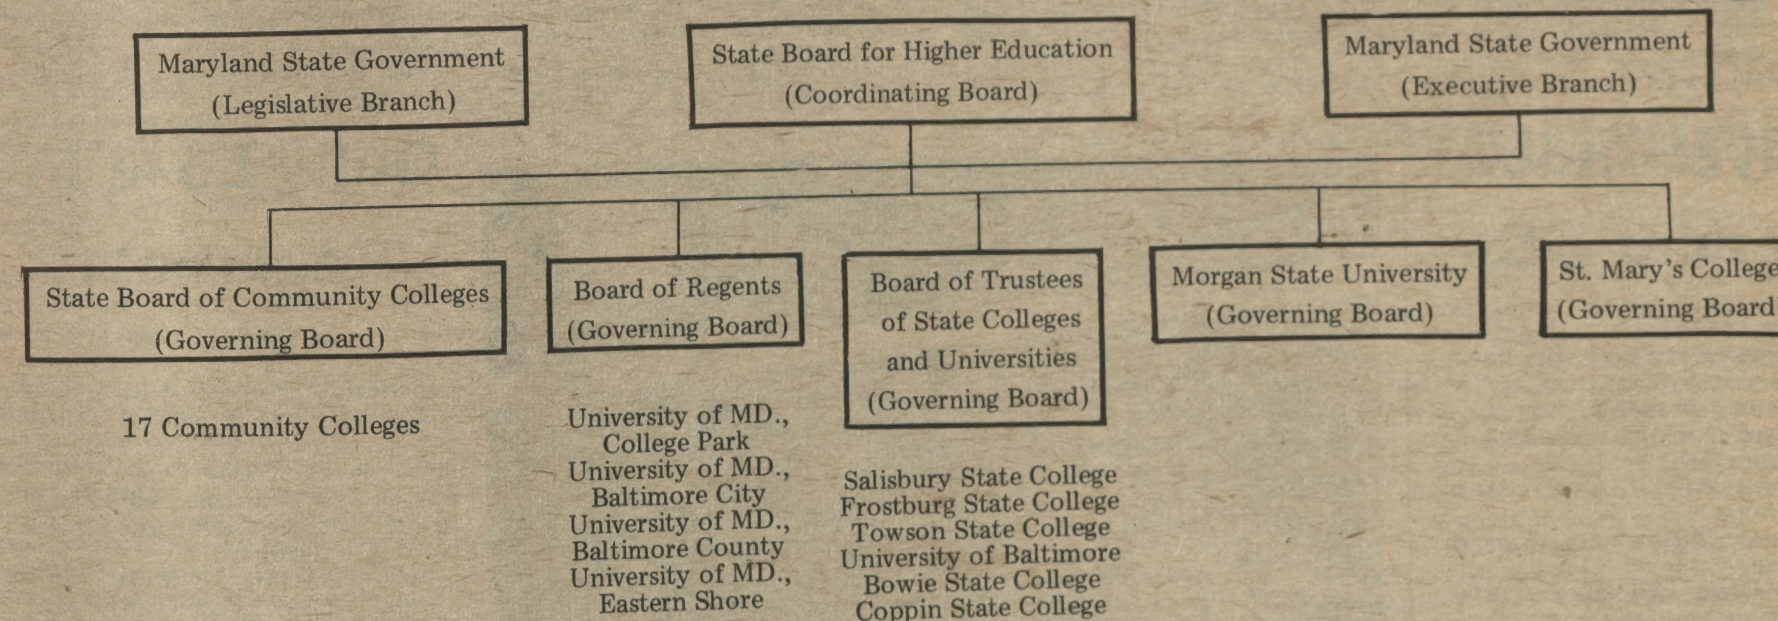 Maryland State Government
(Legislative Branch)
State Board for Higher Education
(Coordinating Board)
Maryland State Government
(Executive Branch)
State Board of Community Colleges
(Governing Board)
17 Community Colleges
Board of Regents
(Governing Board)
University of MD.,
College Park
University of MD.,
Baltimore City
University of MD.,
Baltimore County
University of MD.,
Eastern Shore
Board of Trustees
of State Colleges
and Universities
(Governing Board)
Salisbury State College
Frostburg State College
Towson State College
University of Baltimore
Bowie State College
Coppin State College
Morgan State University
(Governing Board)
St. Mary's College
(Governing Board